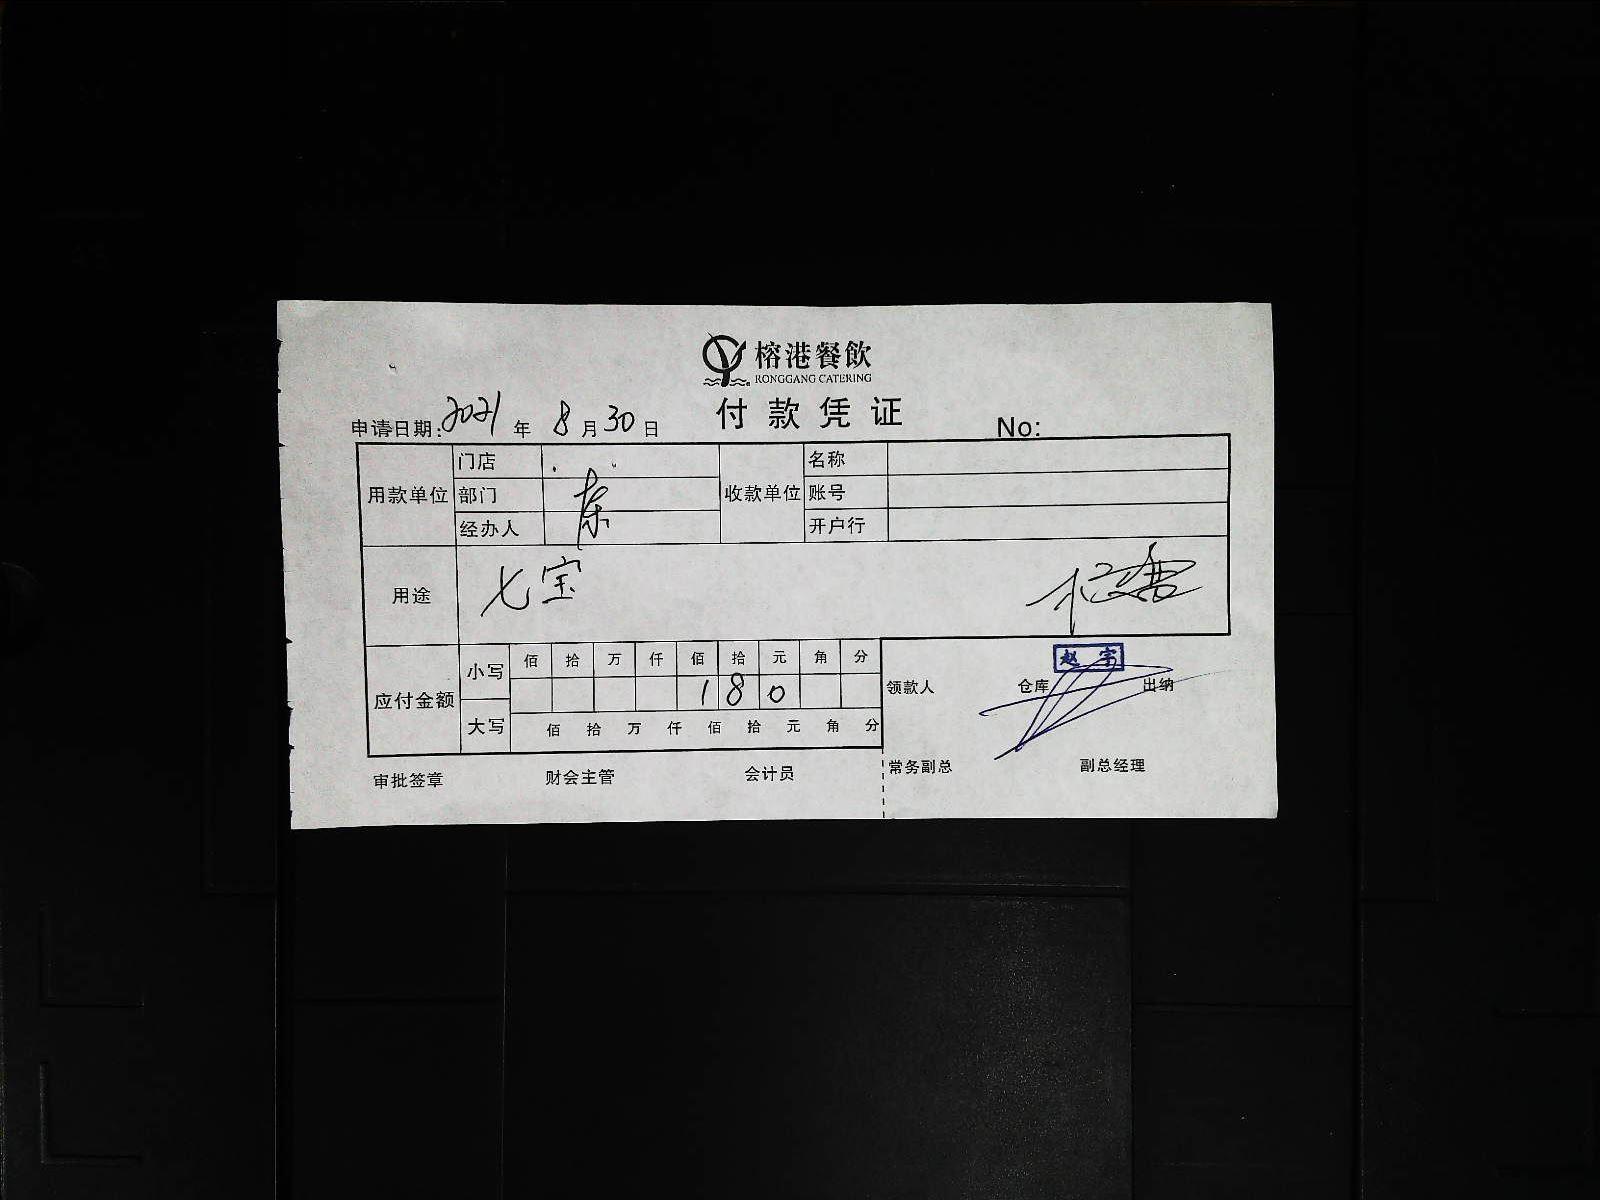 榕港餐飲
RONGGANG CATERING
付款凭证
申请日期: 2021 年 8 月 30 日 No:
用款单位 门店 收款单位 名称
部门 东 账号
经办人 开户行
用途 七宝
应付金额 小写 佰 拾 万 仟 佰 拾 元 角 分
1 8 0
大写 佰 拾 万 仟 佰 拾 元 角 分
领款人 仓库 出纳
赵宇
审批签章 财会主管 会计员 常务副总 副总经理